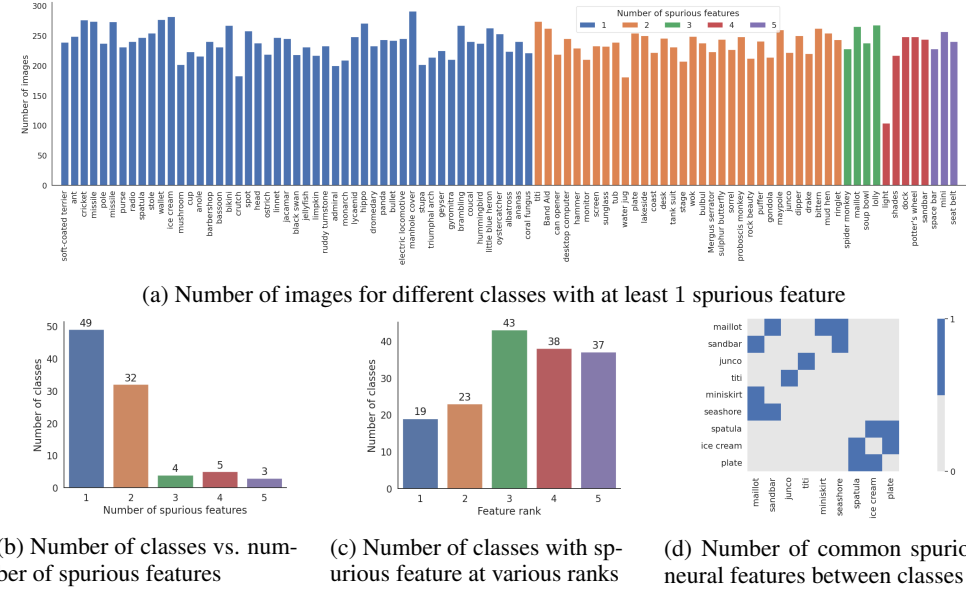 Number of images
300
250
200
150
100
50
0
Number of spurious features
1 2 3 4 5
soft-coated terrier
ant
cricket
missile
pole
missile
purse
radio
spatula
stole
wallet
ice cream
mushroom
cup
anole
barbershop
bassoon
bikini
crutch
spot
head
ostrich
linnet
jacamar
black swan
jellyfish
limpkin
ruddy turnstone
admiral
monarch
lycaenid
hippo
dromedary
panda
bullet
electric locomotive
manhole cover
stupa
triumphal arch
geyser
gyromitra
brambling
coucal
hummingbird
little blue heron
oystercatcher
albatross
ananas
coral fungus
titi
Band Aid
can opener
desktop computer
hammer
monitor
screen
sunglass
tub
water jug
plate
lakeside
coast
desk
tank suit
stage
wok
bulbul
Mergus serrator
sulphur butterfly
sorrel
proboscis monkey
rock beauty
puffer
gondola
maypole
junco
dipper
drake
bittern
mud hen
ringlet
spider monkey
maillot
soup bowl
lolly
light
shades
dock
potter's wheel
sandbar
space bar
mini
seat belt
(a) Number of images for different classes with at least 1 spurious feature
Number of classes
50
40
30
20
10
0
49
32
4
5
3
1 2 3 4 5
Number of spurious features
(b) Number of classes vs. num-
ber of spurious features
Number of classes
40
30
20
10
0
19
23
43
38
37
1 2 3 4 5
Feature rank
(c) Number of classes with sp-
urious feature at various ranks
maillot
sandbar
junco
titi
miniskirt
seashore
spatula
ice cream
plate
maillot
sandbar
junco
titi
miniskirt
seashore
spatula
ice cream
plate
1
0
(d) Number of common spurio
neural features between classes